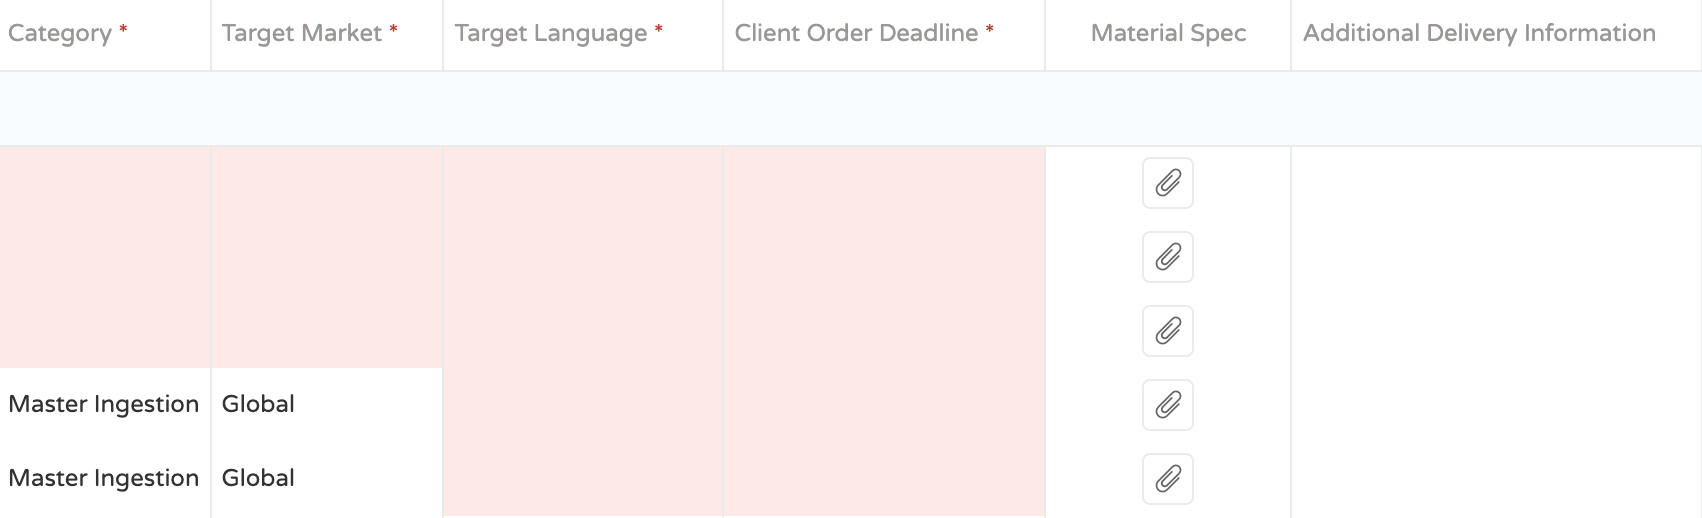 Category * Target Market * Target Language * Client Order Deadline * Material Spec Additional Delivery Information
Master Ingestion Global
Master Ingestion Global